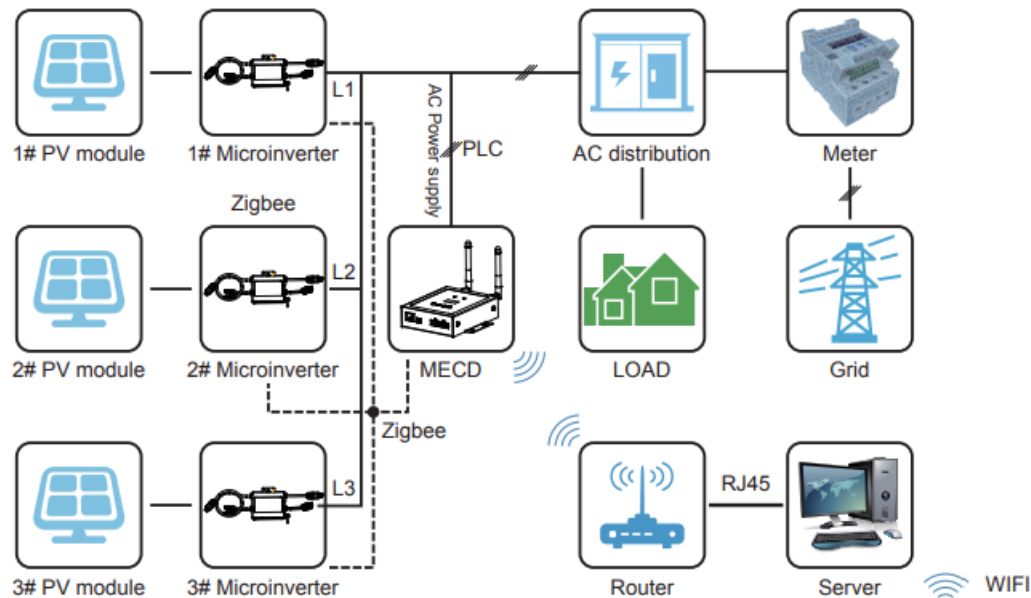 L1
AC Power supply
PLC
1# PV module
1# Microinverter
AC distribution
Meter
Zigbee
L2
2# PV module
2# Microinverter
MECD
LOAD
Grid
Zigbee
L3
RJ45
3# PV module
3# Microinverter
Router
Server
WIFI